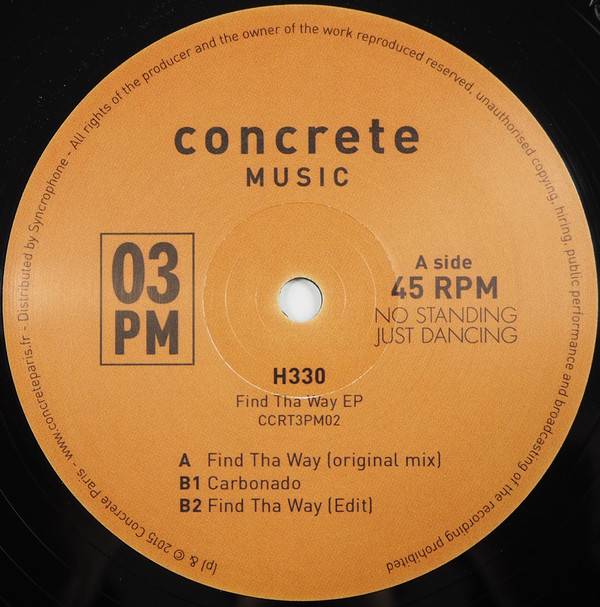 (p) & © 2015 Concrete Paris - www.concreteparis.fr - Distributed by Syncrophone - All rights of the producer and the owner of the work reproduced reserved, unauthorised copying, hiring, public performance and broadcasting of the recording prohibited
concrete
MUSIC
03
PM
A side
45 RPM
NO STANDING
JUST DANCING
H330
Find Tha Way EP
CCRT3PM02
A Find Tha Way (original mix)
B1 Carbonado
B2 Find Tha Way (Edit)